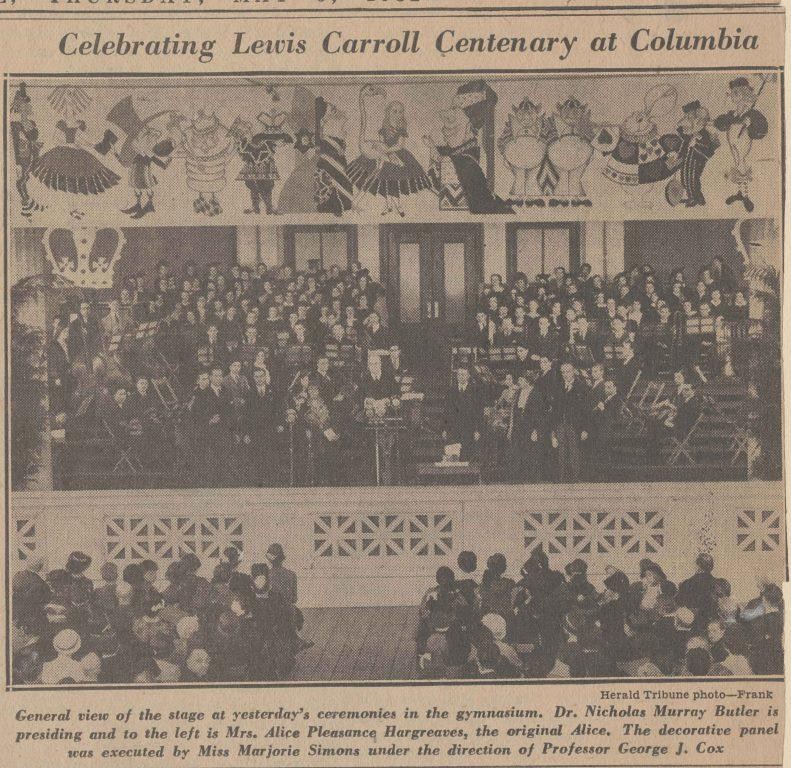 THURSDAY, MAY
Celebrating Lewis Carroll Centenary at Columbia
Herald Tribune photo—Frank
General view of the stage at yesterday's ceremonies in the gymnasium. Dr. Nicholas Murray Butler is
presiding and to the left is Mrs. Alice Pleasance Hargreaves, the original Alice. The decorative panel
was executed by Miss Marjorie Simons under the direction of Professor George J. Cox